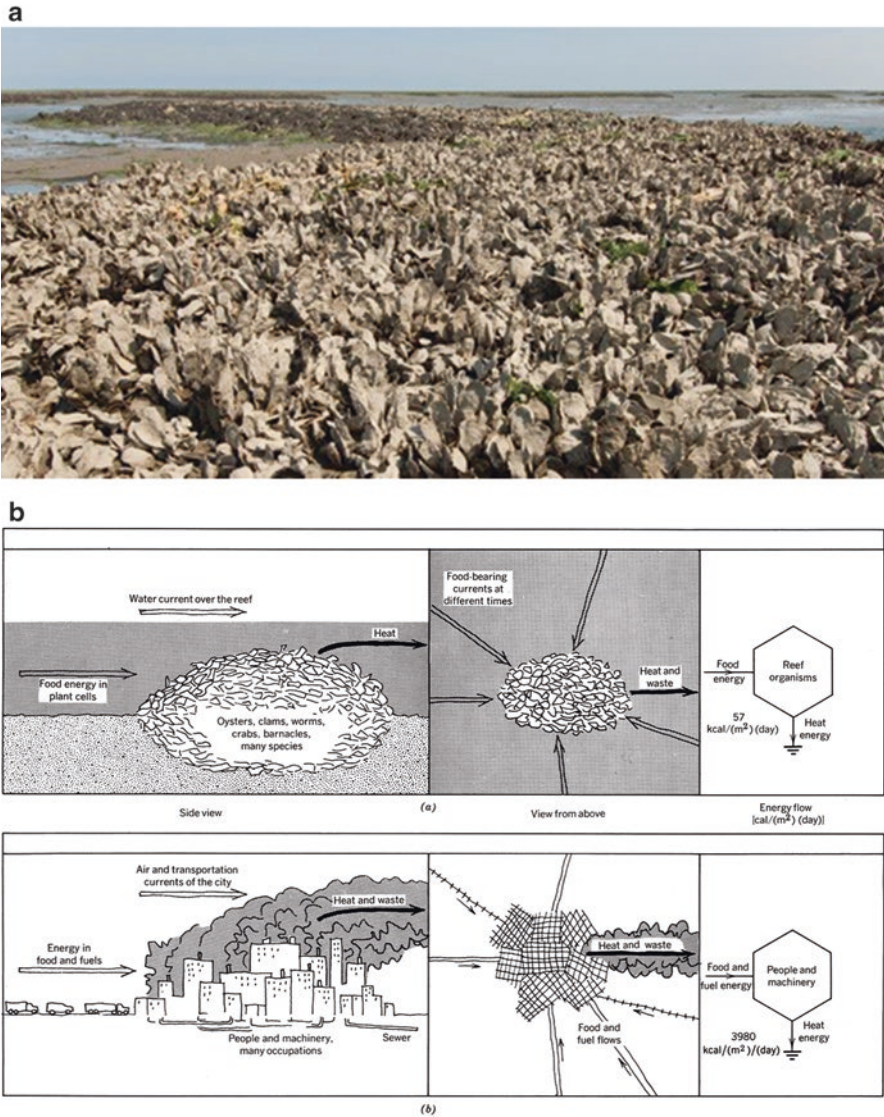 a
b
Water current over the reef
Heat
Food energy in
plant cells
Oysters, clams, worms,
crabs, barnacles,
many species
Food-bearing
currents at
different times
Heat and
waste
Food
energy
Reef
organisms
57
kcal/(m²) (day)
Heat
energy
(a)
Side view
View from above
Energy flow
|cal/(m²) (day)|
Air and transportation
currents of the city
Heat and waste
Energy in
food and fuels
People and machinery,
many occupations
Sewer
Heat and waste
Food and
fuel flows
Food and
fuel energy
People and
machinery
3980
kcal/(m²)/(day)
Heat
energy
(b)